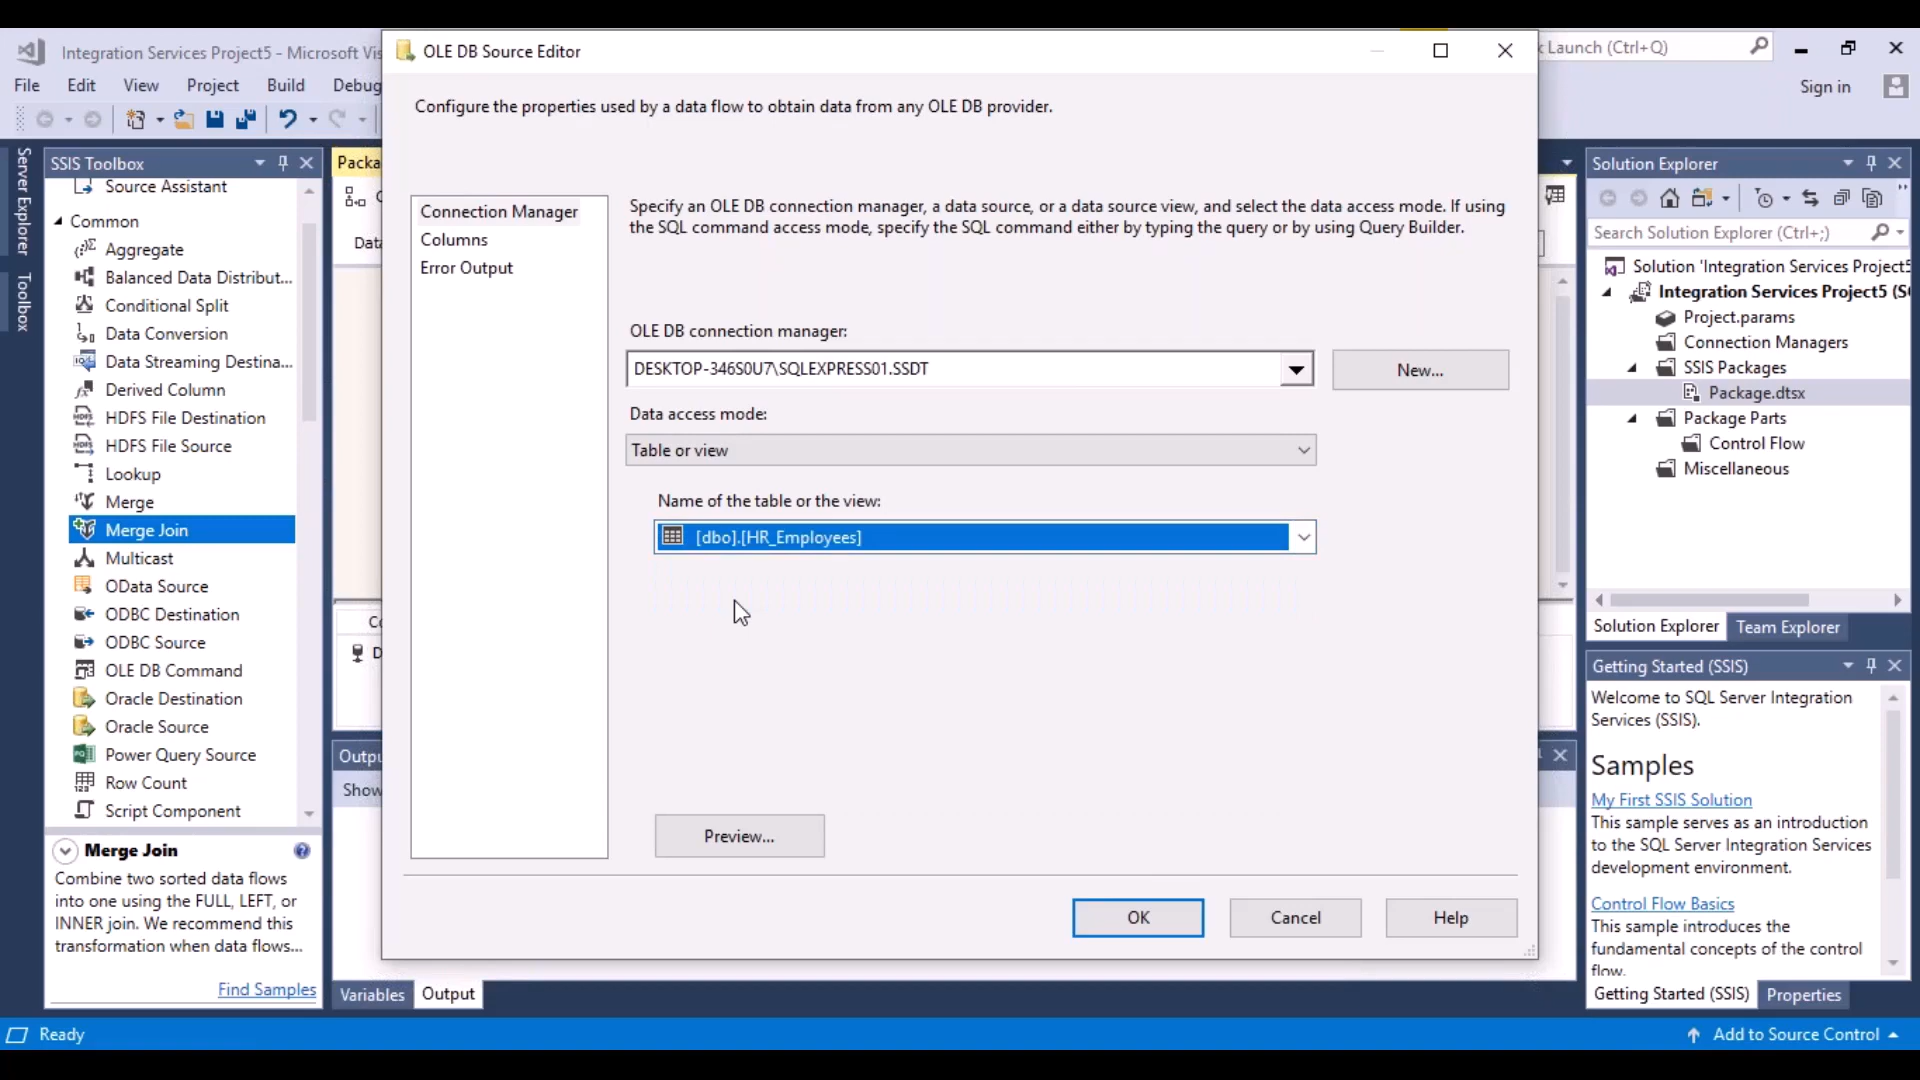 Integration Services Project5 - Microsoft Vis
OLE DB Source Editor
Launch (Ctrl+Q)
File Edit View Project Build Debug
Sign in
Configure the properties used by a data flow to obtain data from any OLE DB provider.
Server Explorer
Toolbox
SSIS Toolbox
Source Assistant
Common
Aggregate
Balanced Data Distribut...
Conditional Split
Data Conversion
Data Streaming Destina...
Derived Column
HDFS File Destination
HDFS File Source
Lookup
Merge
Merge Join
Multicast
OData Source
ODBC Destination
ODBC Source
OLE DB Command
Oracle Destination
Oracle Source
Power Query Source
Row Count
Script Component
Merge Join
Combine two sorted data flows
into one using the FULL, LEFT, or
INNER join. We recommend this
transformation when data flows...
Find Samples
Packa
Dat
Outpu
Show
Variables Output
Connection Manager
Columns
Error Output
Specify an OLE DB connection manager, a data source, or a data source view, and select the data access mode. If using
the SQL command access mode, specify the SQL command either by typing the query or by using Query Builder.
OLE DB connection manager:
DESKTOP-346S0U7\SQLEXPRESS01.SSDT
New...
Data access mode:
Table or view
Name of the table or the view:
[dbo].[HR_Employees]
Preview...
OK Cancel Help
Solution Explorer
Search Solution Explorer (Ctrl+;)
Solution 'Integration Services Project5
Integration Services Project5 (S
Project.params
Connection Managers
SSIS Packages
Package.dtsx
Package Parts
Control Flow
Miscellaneous
Solution Explorer Team Explorer
Getting Started (SSIS)
Welcome to SQL Server Integration
Services (SSIS).
Samples
My First SSIS Solution
This sample serves as an introduction
to the SQL Server Integration Services
development environment.
Control Flow Basics
This sample introduces the
fundamental concepts of the control
flow.
Getting Started (SSIS) Properties
Ready
Add to Source Control